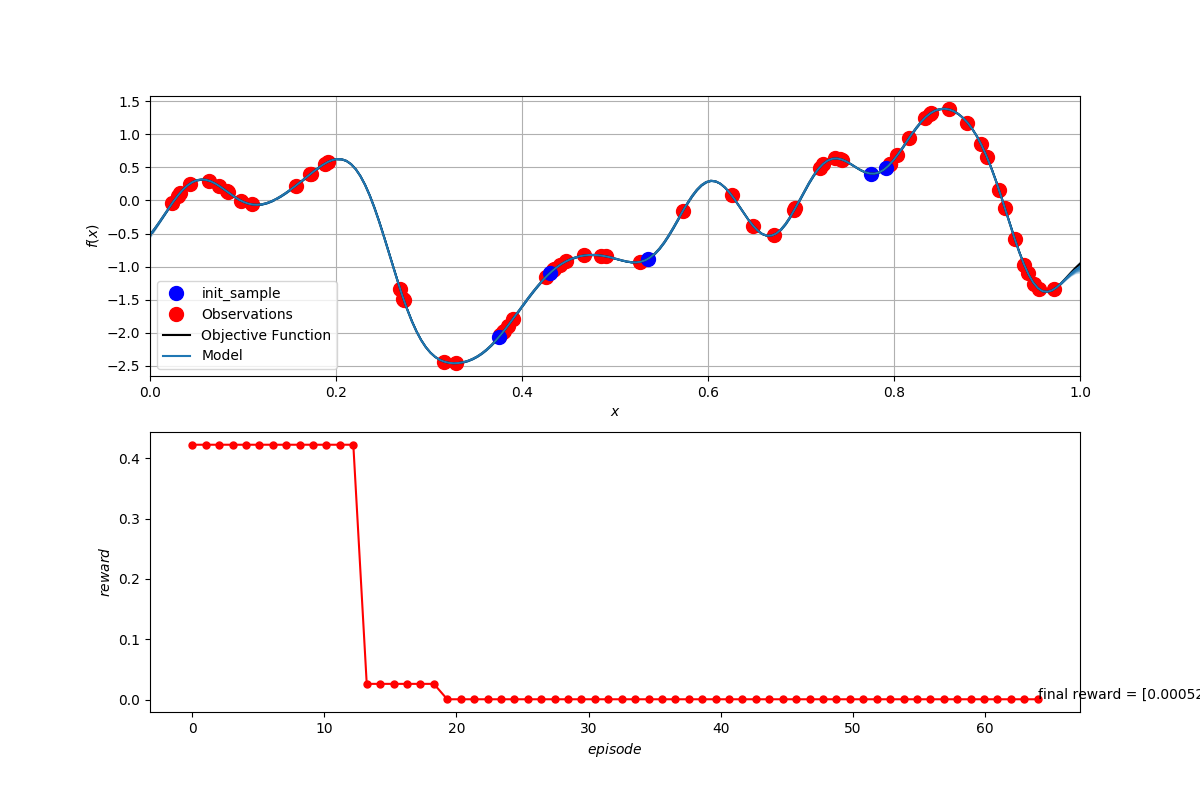 1.5
1.0
0.5
0.0
−0.5
−1.0
−1.5
−2.0
−2.5
f(x)
init_sample
Observations
Objective Function
Model
0.0 0.2 0.4 0.6 0.8 1.0
x
0.4
0.3
0.2
0.1
0.0
reward
final reward = [0.00052
0 10 20 30 40 50 60
episode